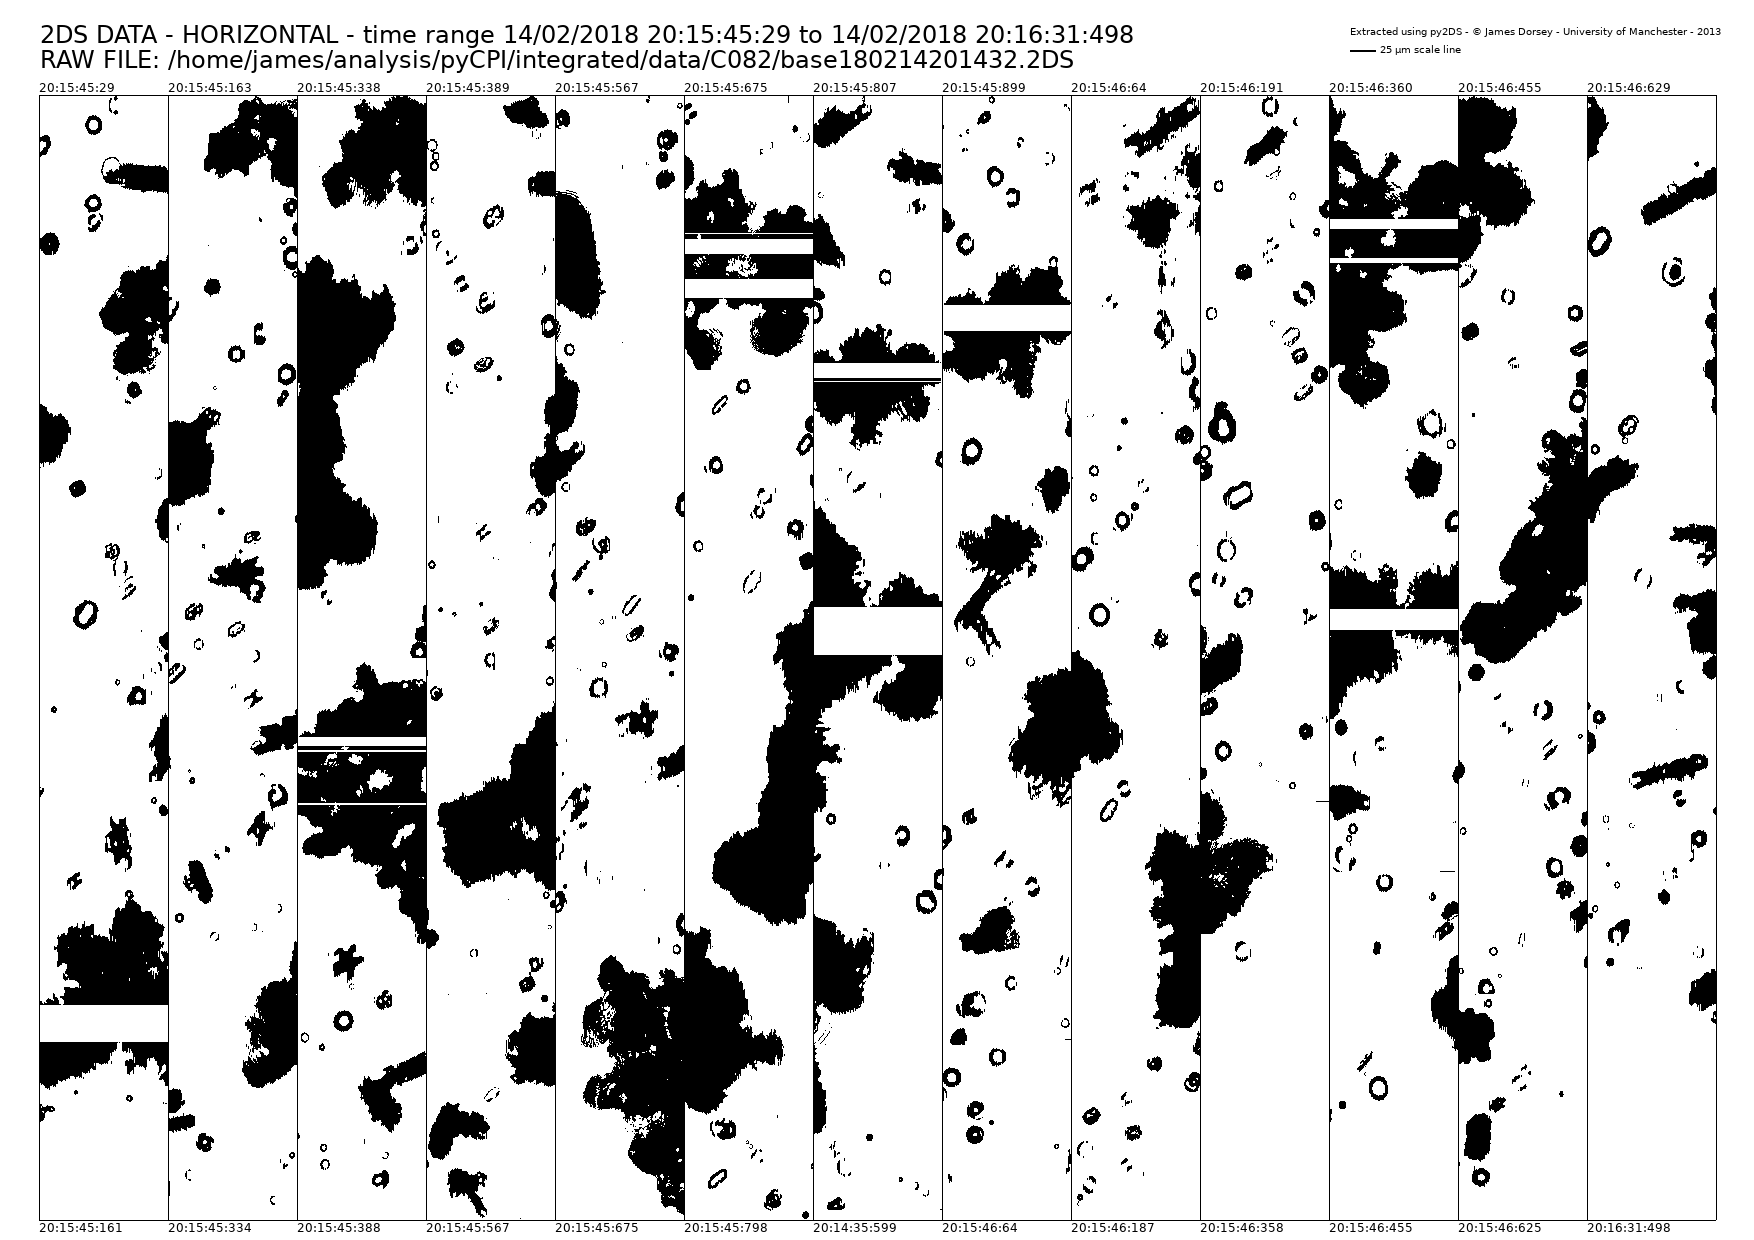 2DS DATA - HORIZONTAL - time range 14/02/2018 20:15:45:29 to 14/02/2018 20:16:31:498
RAW FILE: /home/james/analysis/pyCPI/integrated/data/C082/base180214201432.2DS
Extracted using py2DS - © James Dorsey - University of Manchester - 2013
25 µm scale line
20:15:45:29 20:15:45:163 20:15:45:338 20:15:45:389 20:15:45:567 20:15:45:675 20:15:45:807 20:15:45:899 20:15:46:64 20:15:46:191 20:15:46:360 20:15:46:455 20:15:46:629
20:15:45:161 20:15:45:334 20:15:45:388 20:15:45:567 20:15:45:675 20:15:45:798 20:14:35:599 20:15:46:64 20:15:46:187 20:15:46:358 20:15:46:455 20:15:46:625 20:16:31:498